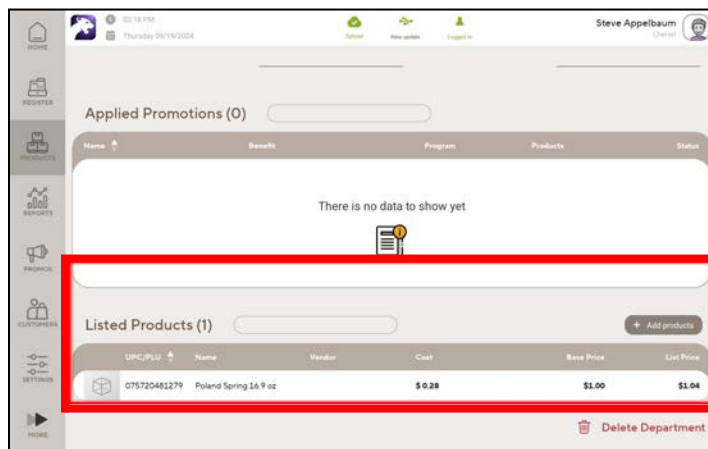 02:18 PM
Thursday 09/19/2024
Upload
New update
Logged in
Steve Appelbaum
Owner
HOME
REGISTER
PRODUCTS
REPORTS
PROMOS
CUSTOMERS
SETTINGS
MORE
Applied Promotions (0)
Name Benefit Program Products Status
There is no data to show yet
Listed Products (1)
+ Add products
UPC/PLU Name Vendor Cost Base Price List Price
075720481279 Poland Spring 16.9 oz $ 0.28 $1.00 $1.04
Delete Department